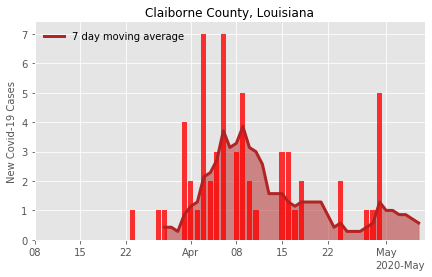 Claiborne County, Louisiana
7 day moving average
New Covid-19 Cases
7
6
5
4
3
2
1
0
08 15 22 Apr 08 15 22 May
2020-May